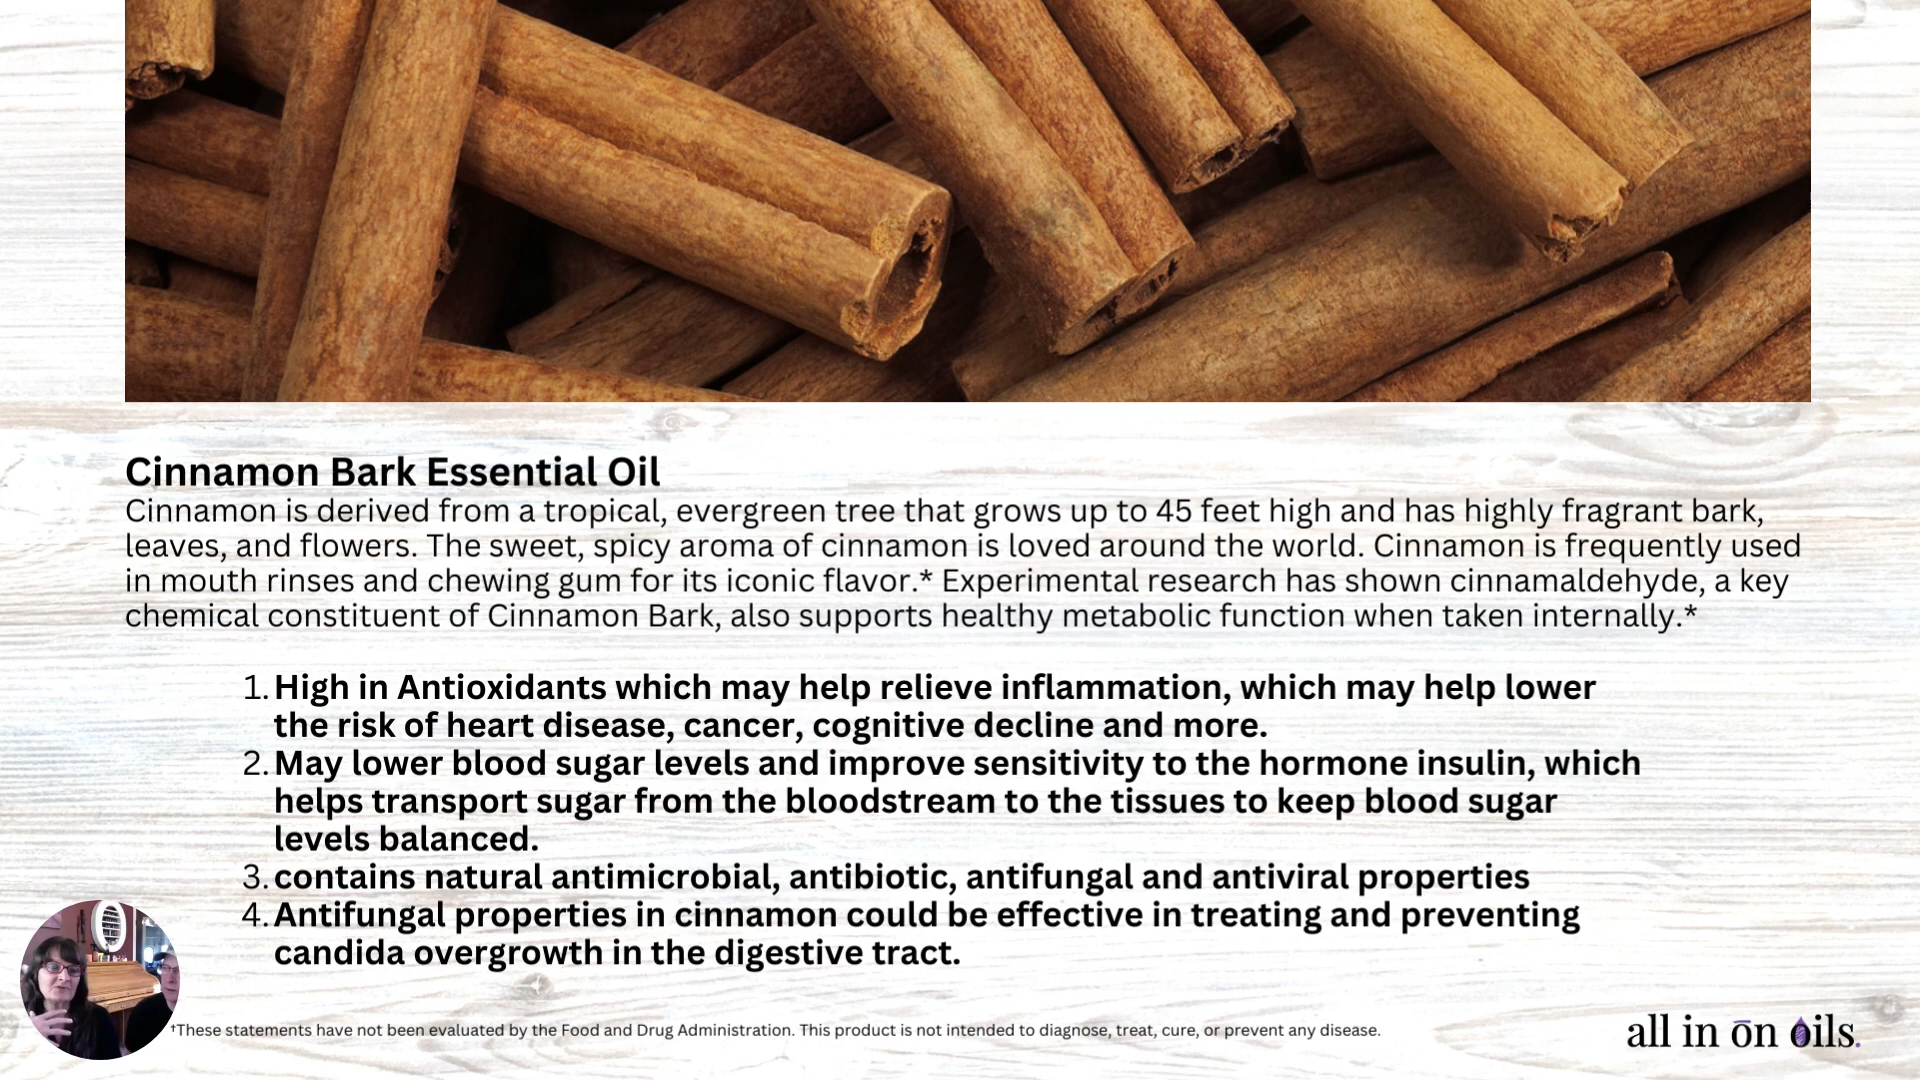 Cinnamon Bark Essential Oil
Cinnamon is derived from a tropical, evergreen tree that grows up to 45 feet high and has highly fragrant bark,
leaves, and flowers. The sweet, spicy aroma of cinnamon is loved around the world. Cinnamon is frequently used
in mouth rinses and chewing gum for its iconic flavor.* Experimental research has shown cinnamaldehyde, a key
chemical constituent of Cinnamon Bark, also supports healthy metabolic function when taken internally.*
1. High in Antioxidants which may help relieve inflammation, which may help lower
the risk of heart disease, cancer, cognitive decline and more.
2. May lower blood sugar levels and improve sensitivity to the hormone insulin, which
helps transport sugar from the bloodstream to the tissues to keep blood sugar
levels balanced.
3. contains natural antimicrobial, antibiotic, antifungal and antiviral properties
4. Antifungal properties in cinnamon could be effective in treating and preventing
candida overgrowth in the digestive tract.
†These statements have not been evaluated by the Food and Drug Administration. This product is not intended to diagnose, treat, cure, or prevent any disease.
all in ōn oils.